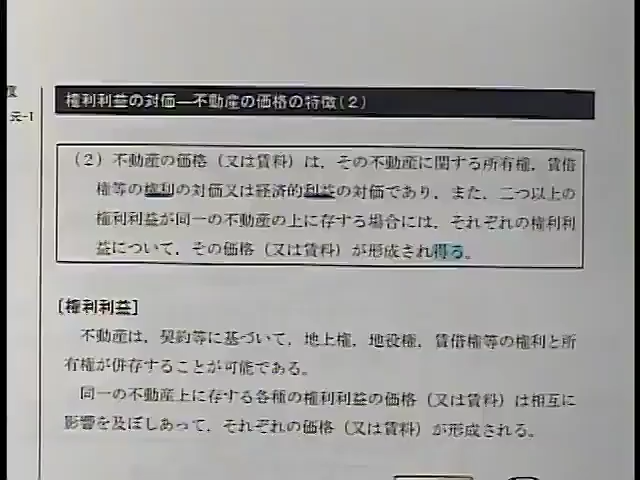 度
元-1
権利利益の対価―不動産の価格の特徴(2)
(2) 不動産の価格（又は賃料）は，その不動産に関する所有権，賃借
権等の権利の対価又は経済的利益の対価であり，また，二つ以上の
権利利益が同一の不動産の上に存する場合には，それぞれの権利利
益について，その価格（又は賃料）が形成され得る。
[権利利益]
不動産は，契約等に基づいて，地上権，地役権，賃借権等の権利と所
有権が併存することが可能である。
同一の不動産上に存する各種の権利利益の価格（又は賃料）は相互に
影響を及ぼしあって，それぞれの価格（又は賃料）が形成される。